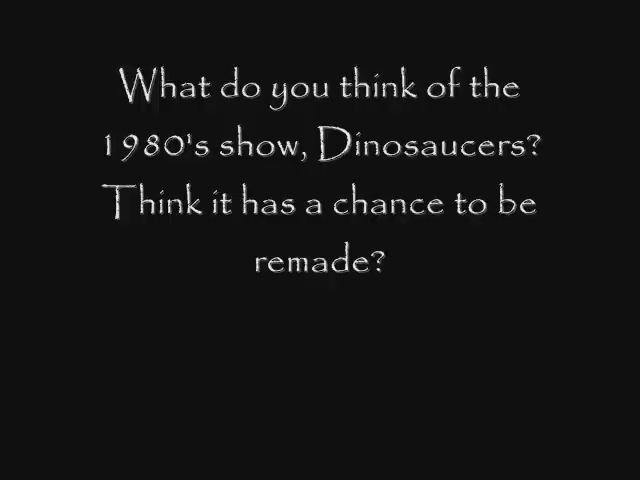 What do you think of the
1980's show, Dinosaucers?
Think it has a chance to be
remade?